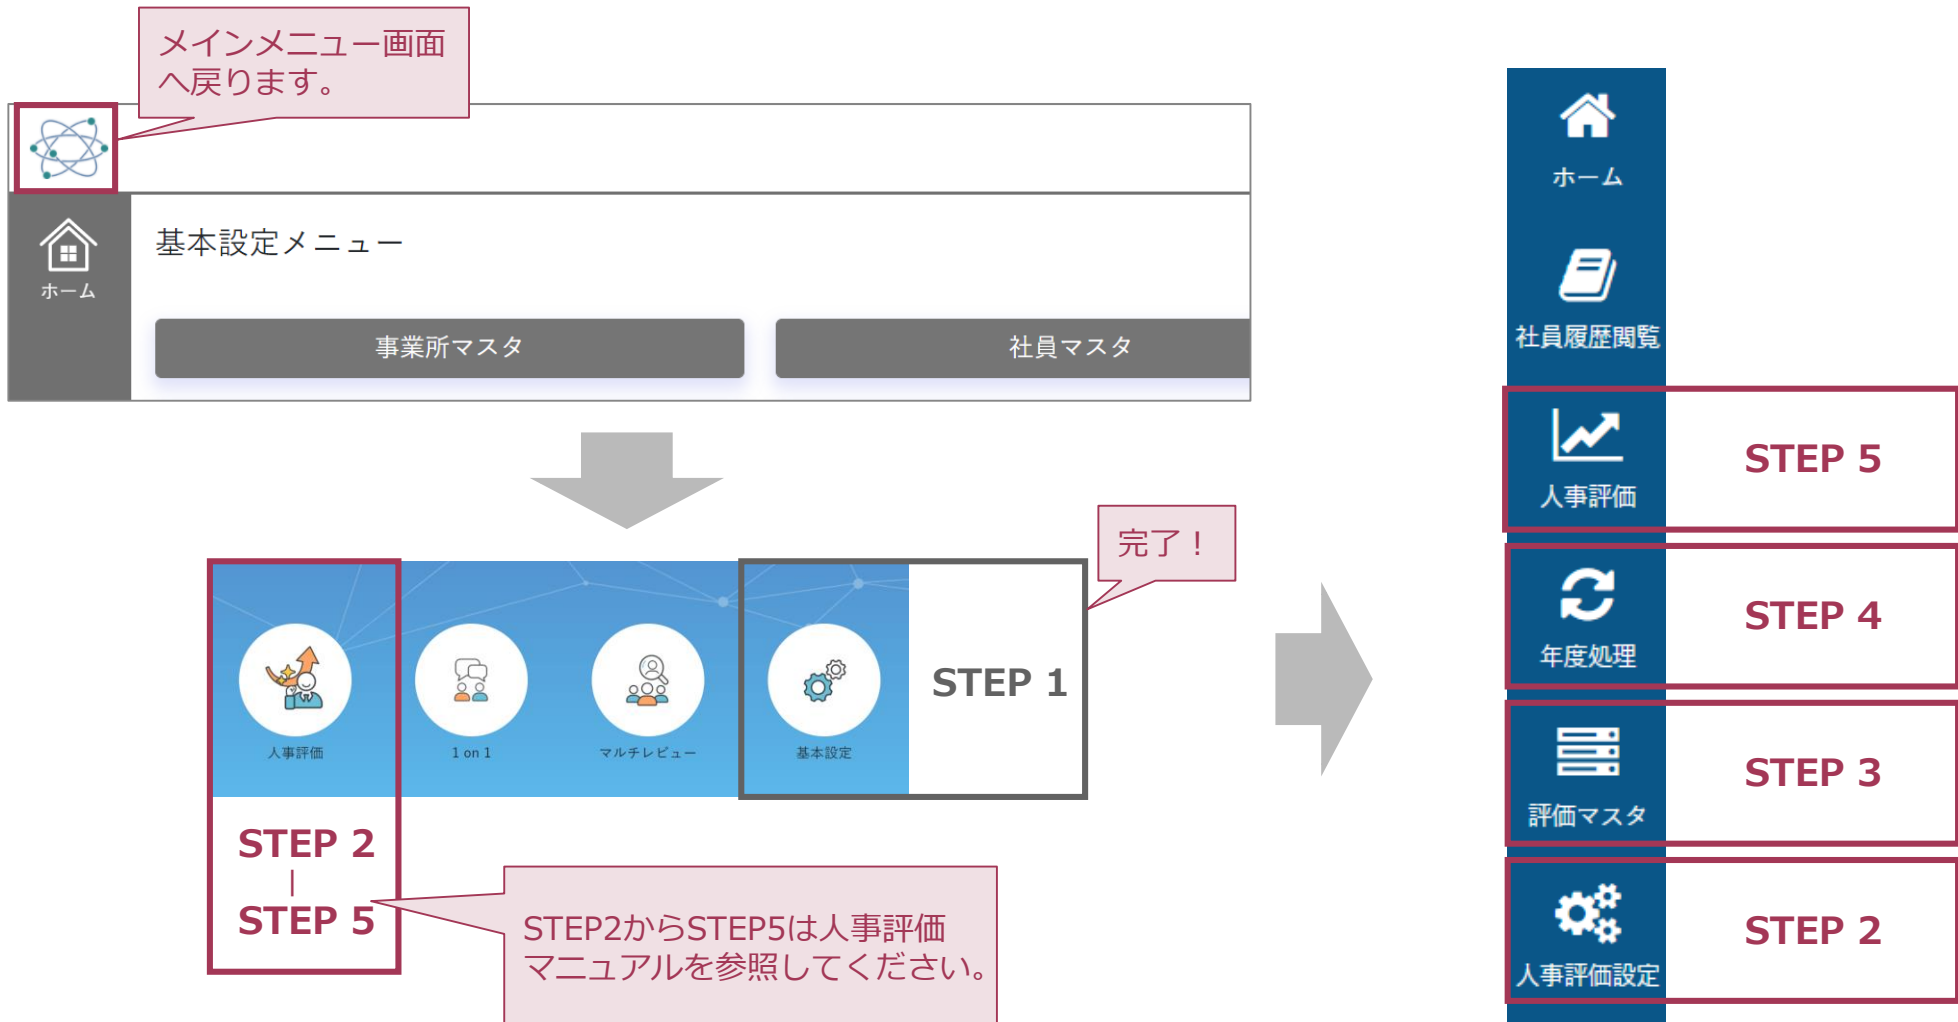 メインメニュー画面
へ戻ります。
ホーム
基本設定メニュー
事業所マスタ
社員マスタ
完了！
人事評価
1 on 1
マルチレビュー
基本設定
STEP 1
STEP 2
|
STEP 5
STEP2からSTEP5は人事評価
マニュアルを参照してください。
ホーム
社員履歴閲覧
人事評価
STEP 5
年度処理
STEP 4
評価マスタ
STEP 3
人事評価設定
STEP 2